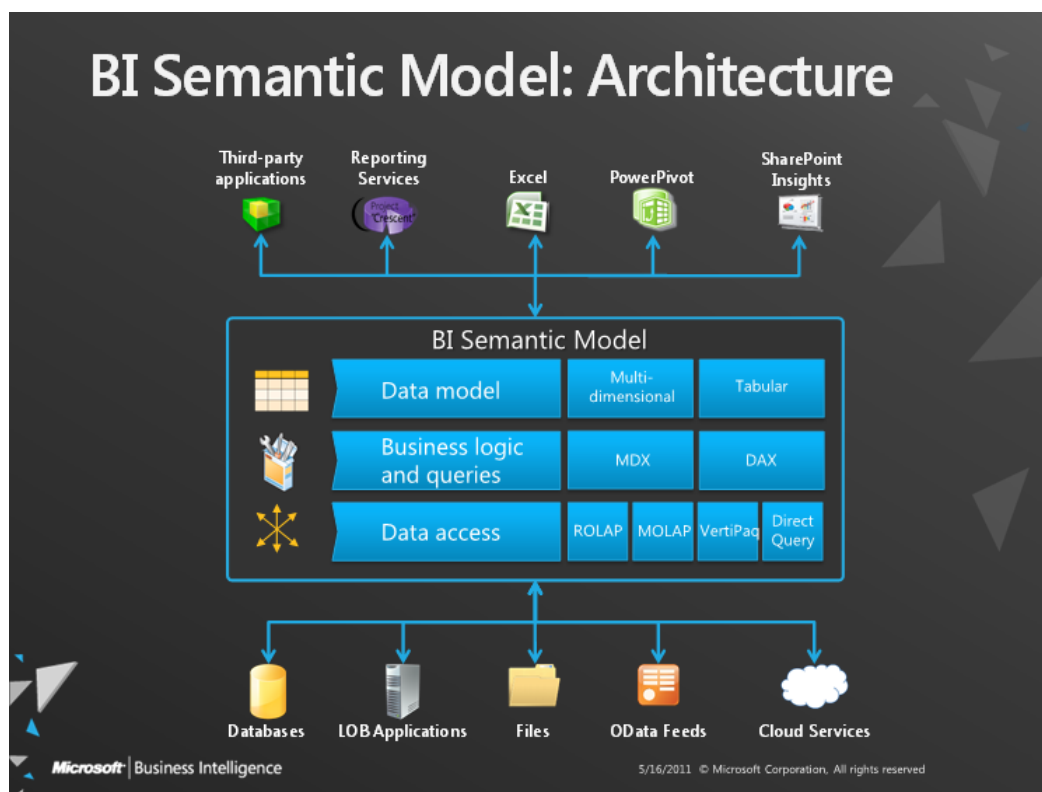 BI Semantic Model: Architecture
Third-party
applications
Reporting
Services
Excel
PowerPivot
SharePoint
Insights
Project
"Crescent"
BI Semantic Model
Data model
Multi-
dimensional
Tabular
Business logic
and queries
MDX
DAX
Data access
ROLAP
MOLAP
VertiPaq
Direct
Query
Databases
LOB Applications
Files
OData Feeds
Cloud Services
Microsoft Business Intelligence
5/16/2011 © Microsoft Corporation, All rights reserved